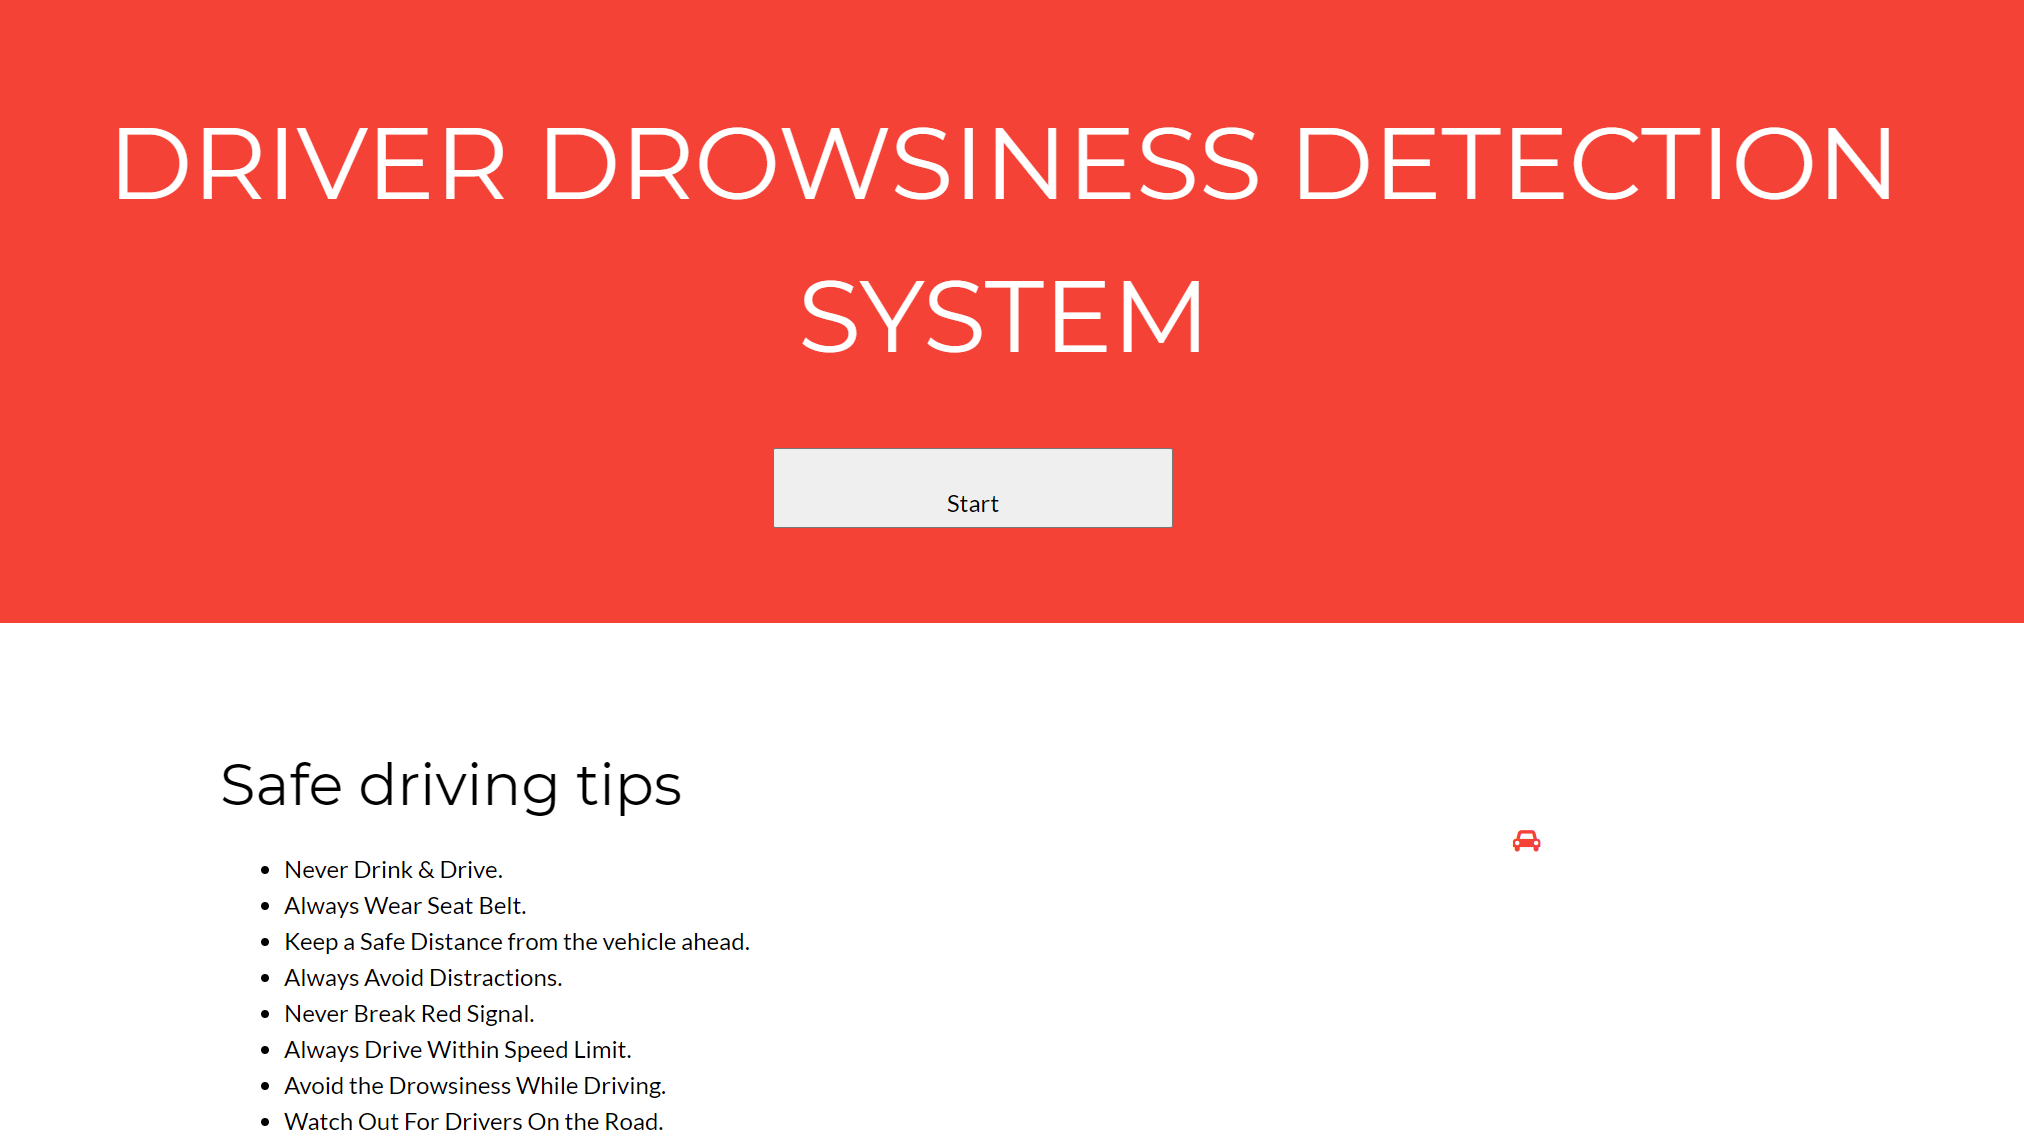 DRIVER DROWSINESS DETECTION
SYSTEM
Start
Safe driving tips
Never Drink & Drive.
Always Wear Seat Belt.
Keep a Safe Distance from the vehicle ahead.
Always Avoid Distractions.
Never Break Red Signal.
Always Drive Within Speed Limit.
Avoid the Drowsiness While Driving.
Watch Out For Drivers On the Road.